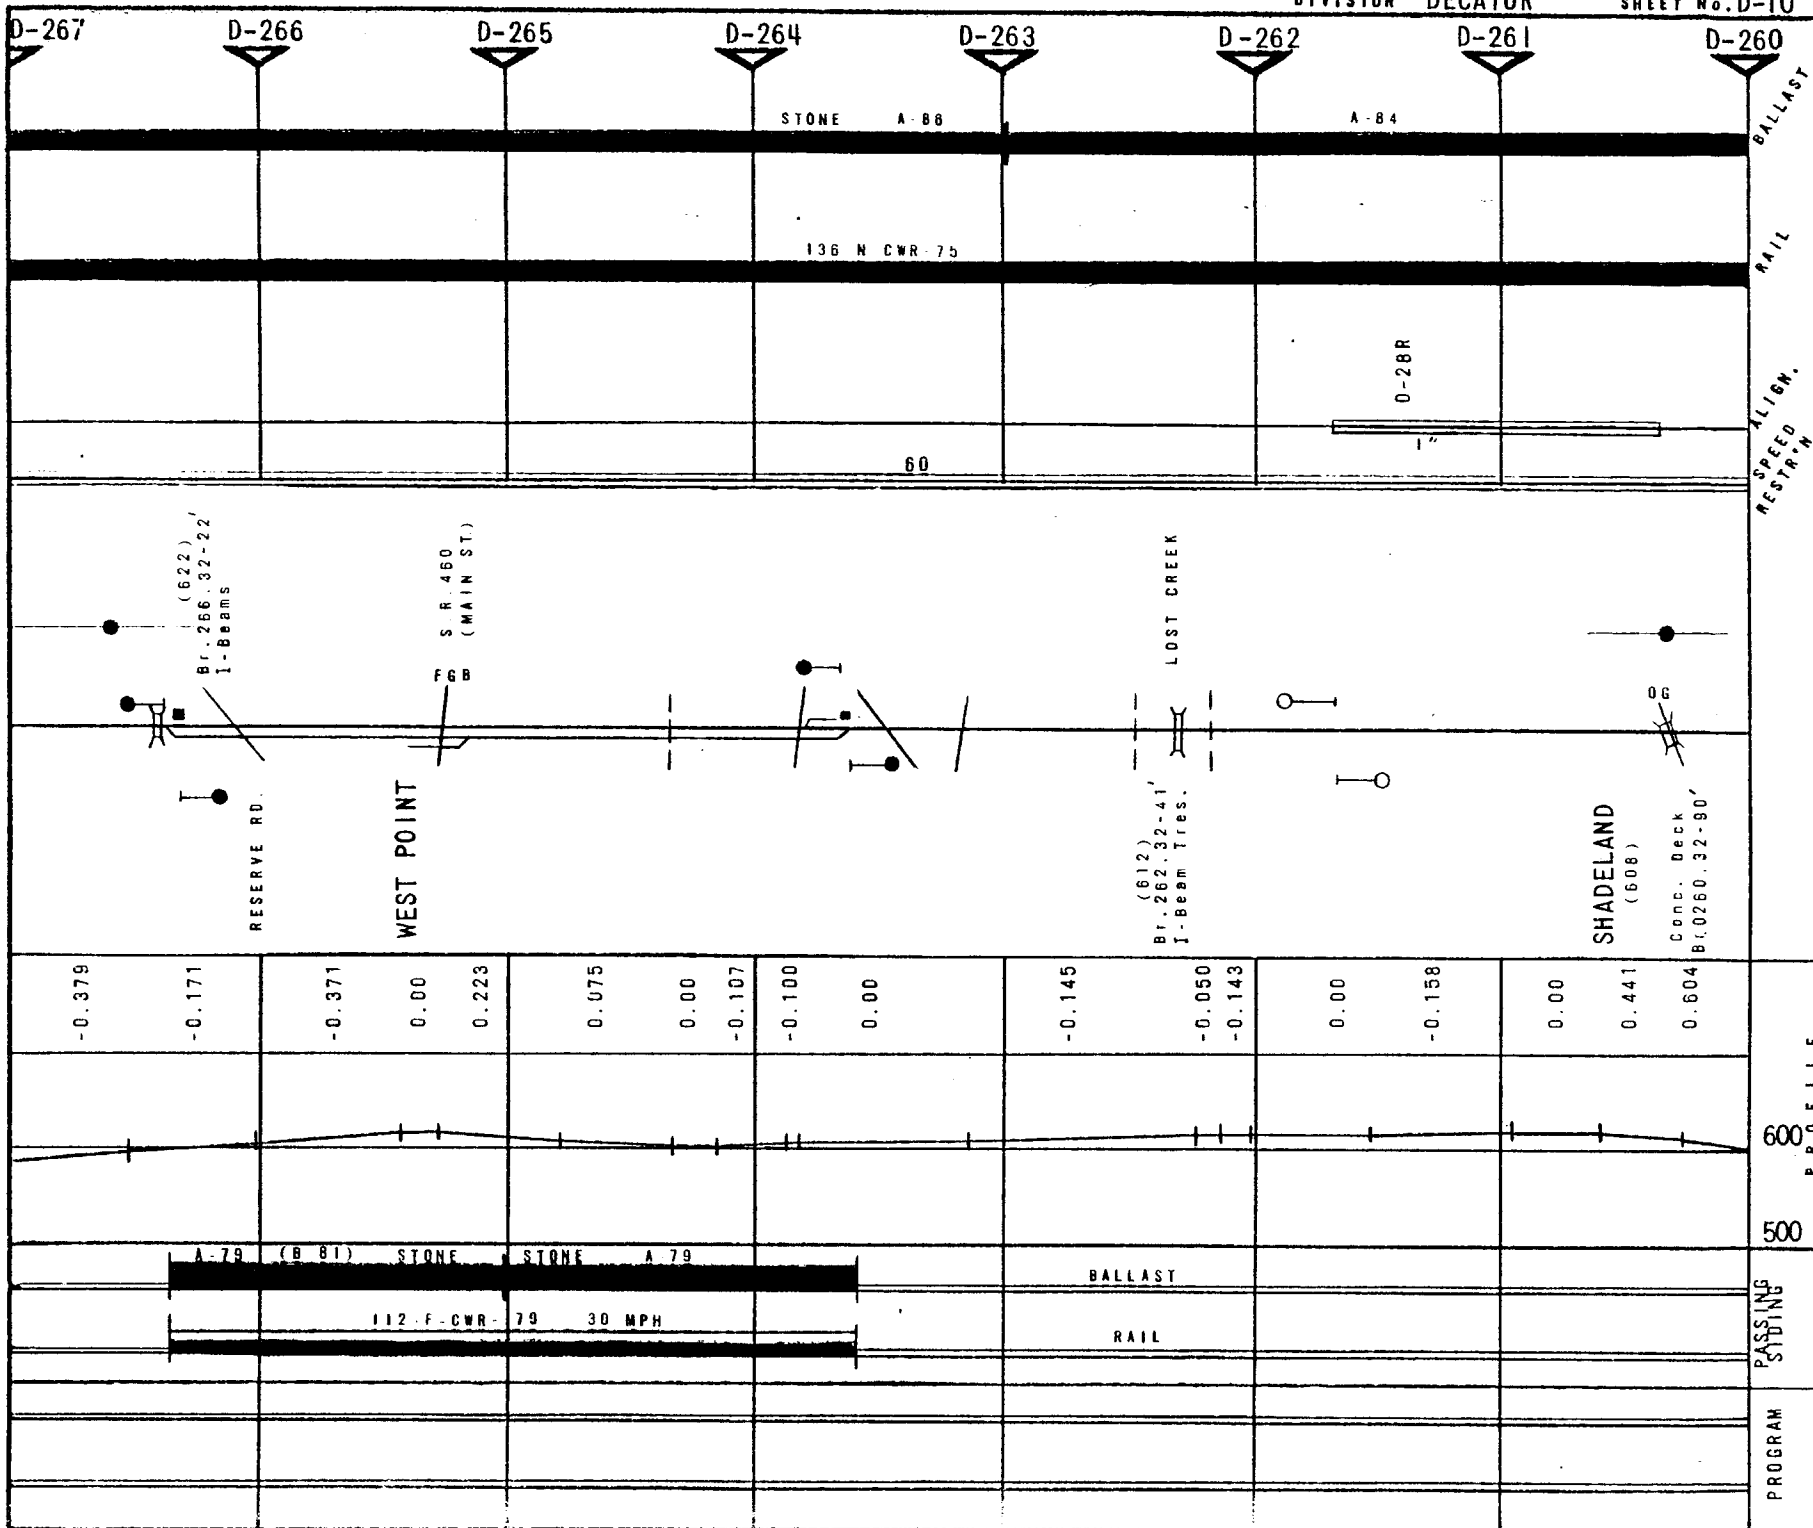 DIVISION DECATUR SHEET No. D-10
D-267 D-266 D-265 D-264 D-263 D-262 D-261 D-260
STONE A-88 A-84
BALLAST
136 N CWR-75
RAIL
D-28R
1"
ALIGN.
60
SPEED
RESTR'N
(622)
Br.266.32-22'
I-Beams
S.R.460
(MAIN ST.)
FGB
LOST CREEK
OG
RESERVE RD.
WEST POINT
(612)
Br.262.32-41'
I-Beam Tres.
SHADELAND
(608)
Conc. Deck
Br.0260.32-90'
-0.379 -0.171 -0.371 0.00 0.223 0.075 0.00 -0.107 -0.100 0.00 -0.145 -0.050 -0.143 0.00 -0.158 0.00 0.441 0.604
PROFILE
600
500
A-79 (B 81) STONE STONE A-79
BALLAST
112-F-CWR-79 30 MPH
RAIL
PASSING
SIDING
PROGRAM